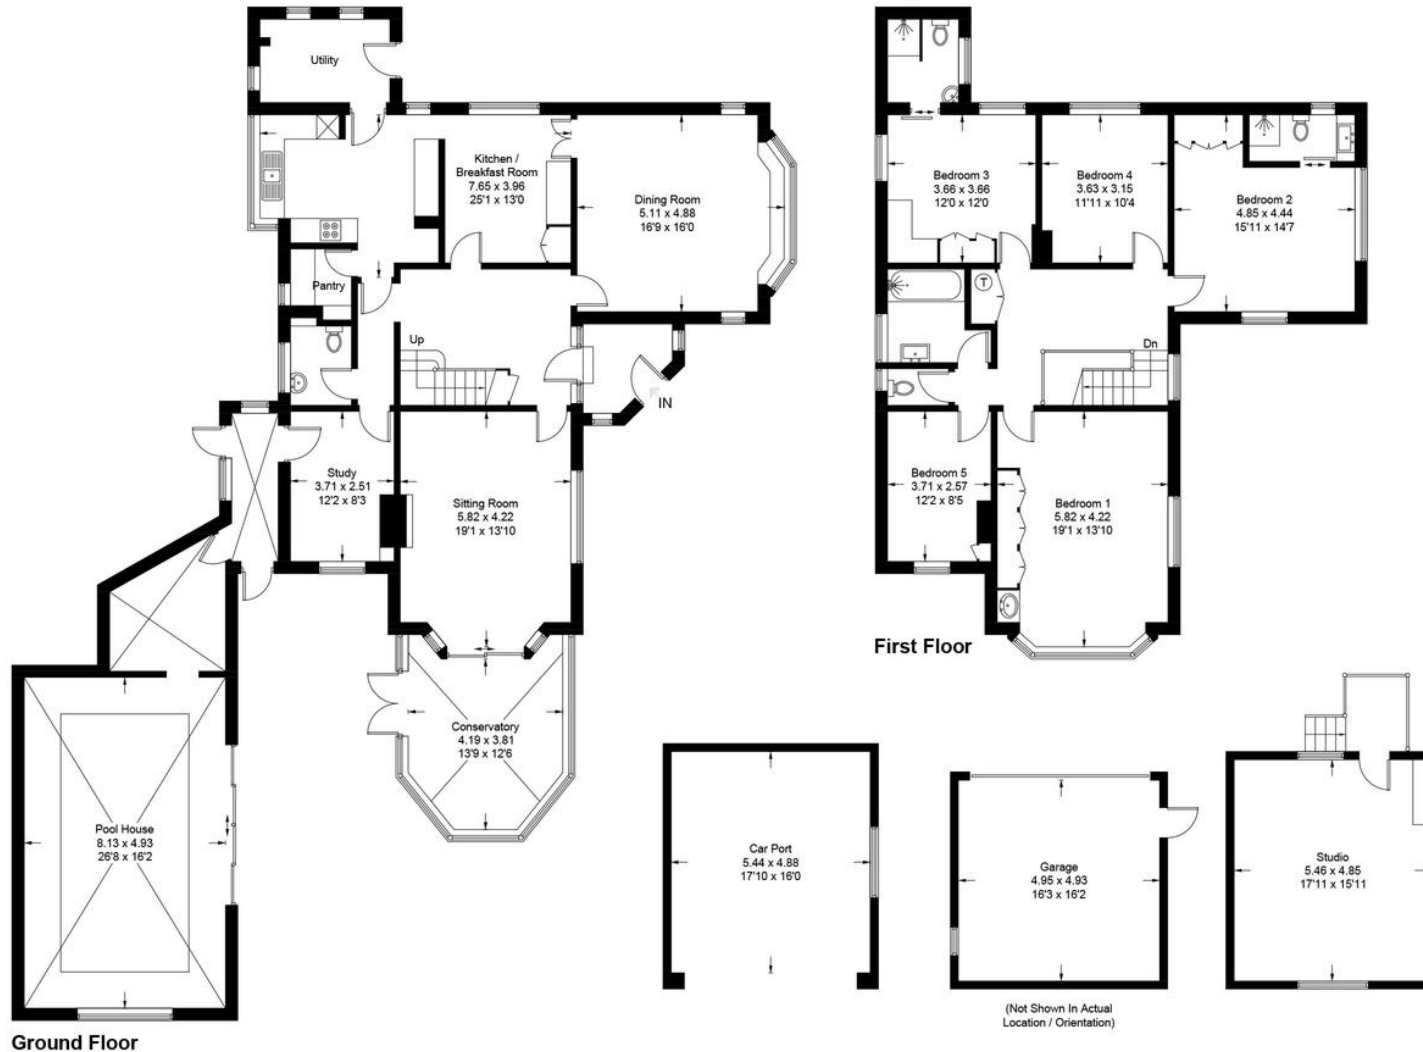 Utility
Kitchen /
Breakfast Room
7.65 x 3.96
25'1 x 13'0
Dining Room
5.11 x 4.88
16'9 x 16'0
Pantry
Up
IN
Study
3.71 x 2.51
12'2 x 8'3
Sitting Room
5.82 x 4.22
19'1 x 13'10
Conservatory
4.19 x 3.81
13'9 x 12'6
Pool House
8.13 x 4.93
26'8 x 16'2
Ground Floor
Bedroom 3
3.66 x 3.66
12'0 x 12'0
Bedroom 4
3.63 x 3.15
11'11 x 10'4
Bedroom 2
4.85 x 4.44
15'11 x 14'7
T
Dn
Bedroom 5
3.71 x 2.57
12'2 x 8'5
Bedroom 1
5.82 x 4.22
19'1 x 13'10
First Floor
Car Port
5.44 x 4.88
17'10 x 16'0
Garage
4.95 x 4.93
16'3 x 16'2
(Not Shown In Actual
Location / Orientation)
Studio
5.46 x 4.85
17'11 x 15'11